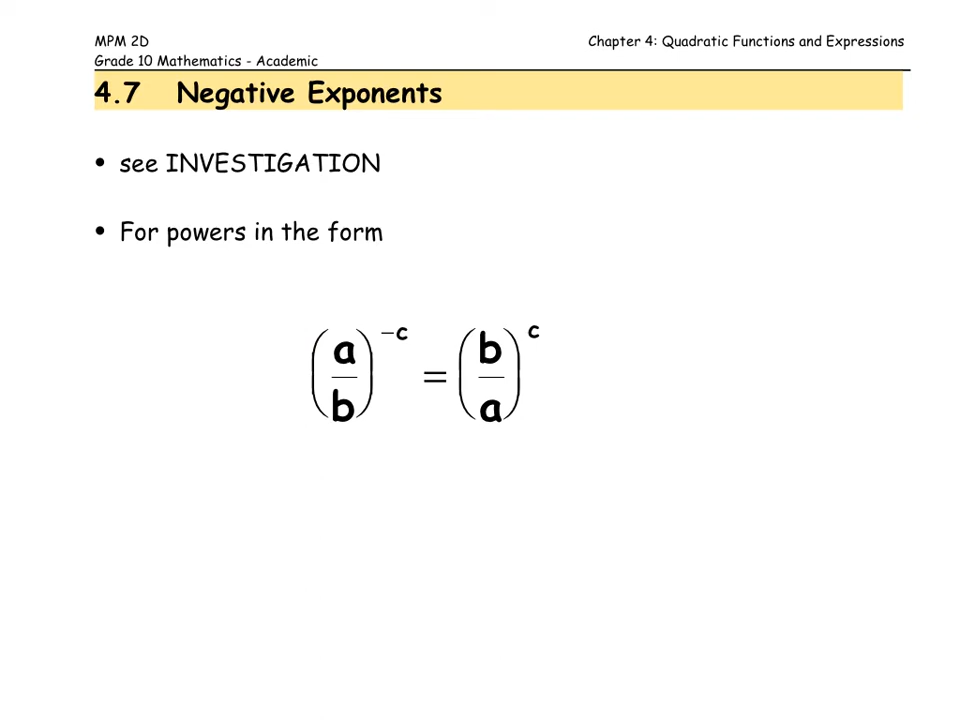 MPM 2D
Chapter 4: Quadratic Functions and Expressions
Grade 10 Mathematics - Academic
4.7 Negative Exponents
• see INVESTIGATION
• For powers in the form
(a/b)^−c = (b/a)^c